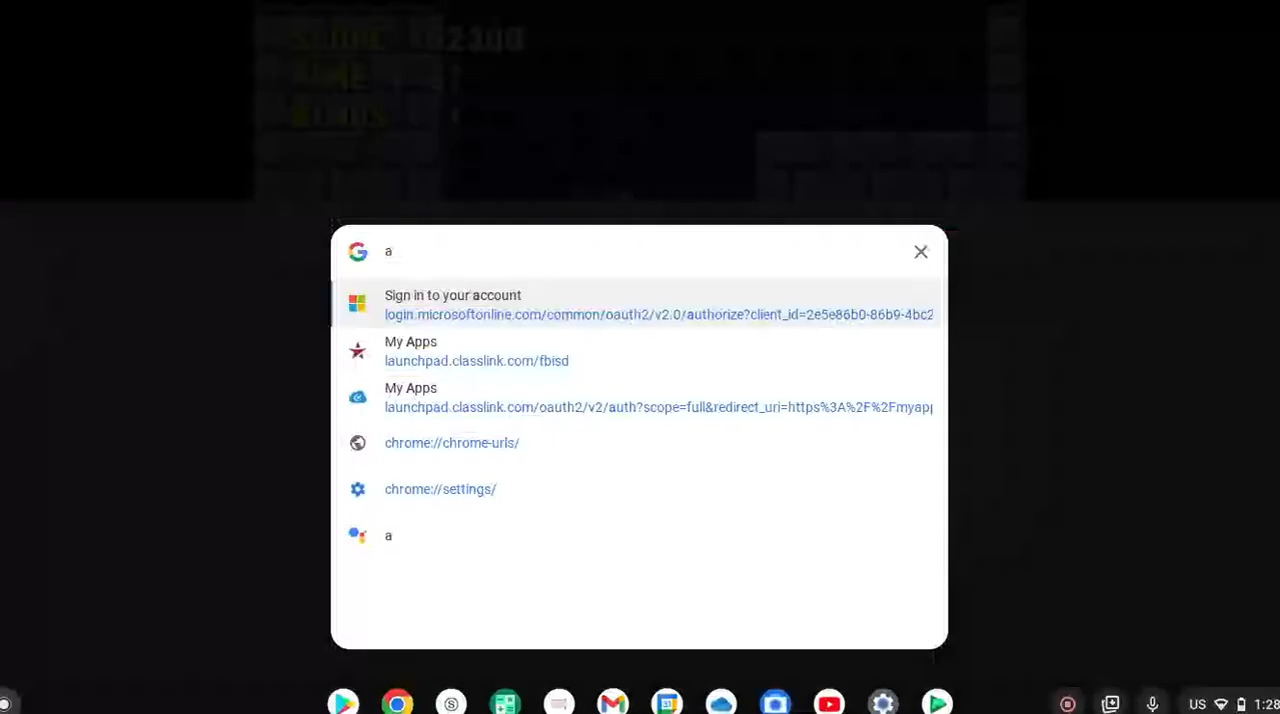 a
Sign in to your account
login.microsoftonline.com/common/oauth2/v2.0/authorize?client_id=2e5e86b0-86b9-4bc2
My Apps
launchpad.classlink.com/fbisd
My Apps
launchpad.classlink.com/oauth2/v2/auth?scope=full&redirect_uri=https%3A%2F%2Fmyapp
chrome://chrome-urls/
chrome://settings/
a
US 1:28